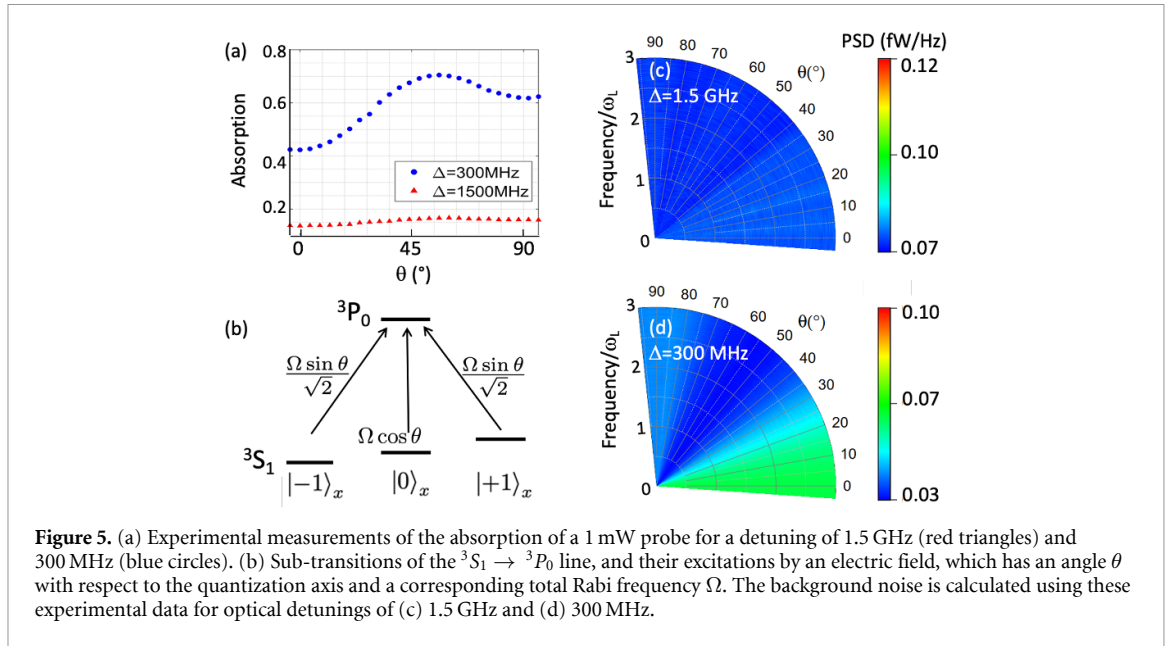 (a)
0.8
0.6
0.4
0.2
Absorption
Δ=300MHz
Δ=1500MHz
0
45
90
θ (°)
(b)
³P₀
Ω sin θ
√2
Ω sin θ
√2
Ω cos θ
³S₁
|−1⟩ₓ
|0⟩ₓ
|+1⟩ₓ
(c)
Δ=1.5 GHz
Frequency/ω_L
3
2
1
0
90
80
70
60
50
40
30
20
10
0
θ(°)
PSD (fW/Hz)
0.12
0.10
0.07
(d)
Δ=300 MHz
Frequency/ω_L
3
2
1
0
90
80
70
60
50
40
30
20
10
0
θ(°)
0.10
0.07
0.03
Figure 5. (a) Experimental measurements of the absorption of a 1 mW probe for a detuning of 1.5 GHz (red triangles) and
300 MHz (blue circles). (b) Sub-transitions of the ³S₁ → ³P₀ line, and their excitations by an electric field, which has an angle θ
with respect to the quantization axis and a corresponding total Rabi frequency Ω. The background noise is calculated using these
experimental data for optical detunings of (c) 1.5 GHz and (d) 300 MHz.